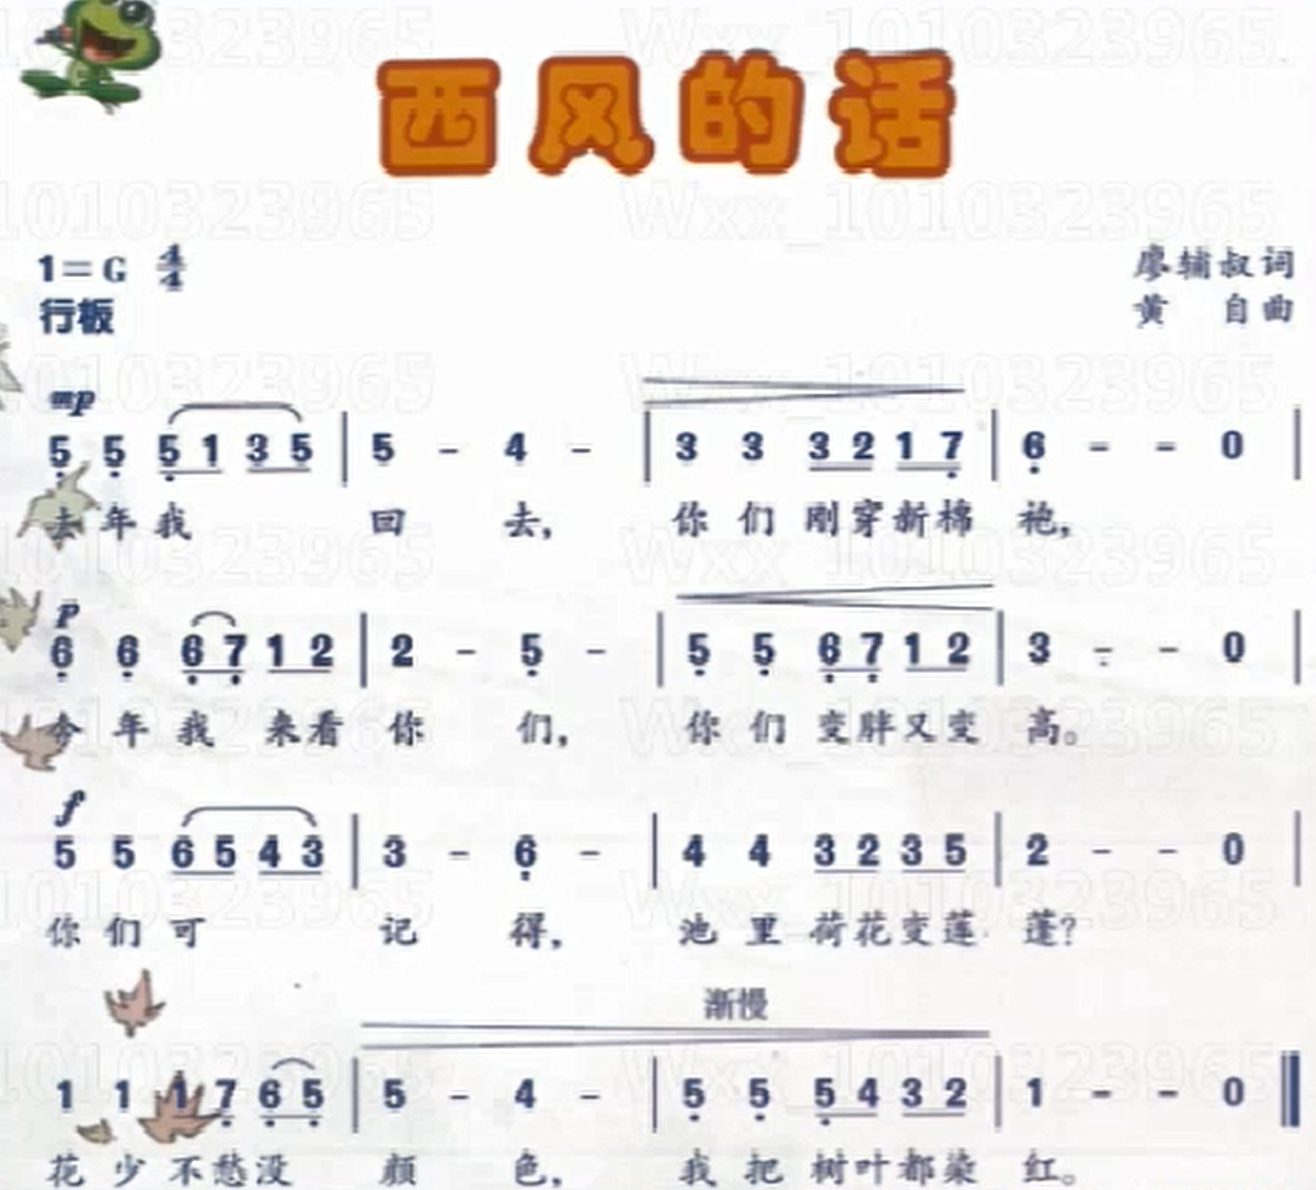 西风的话
1=G 4/4
廖辅叔词
行板
黄 自曲
mp
5̣ 5̣ 5̣ 1 3 5 | 5 - 4 - | 3 3 3 2 1 7̣ | 6̣ - - 0 |
去年我 回 去, 你们刚穿新棉 袍,
p
6̣ 6̣ 6̣ 7̣ 1 2 | 2 - 5̣ - | 5̣ 5̣ 6̣ 7̣ 1 2 | 3 - - 0 |
今年我 来看 你 们, 你们变胖又变 高。
f
5 5 6 5 4 3 | 3 - 6̣ - | 4 4 3 2 3 5 | 2 - - 0 |
你们可 记 得, 池里荷花变莲 蓬?
渐慢
1 1 1 7̣ 6̣ 5̣ | 5 - 4 - | 5̣ 5̣ 5̣ 4 3 2 | 1 - - 0 ‖
花少不愁没 颜 色, 我把树叶都染 红。
Wxx_1010323965